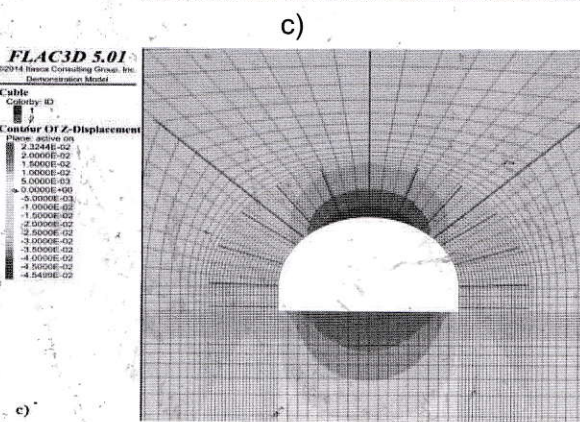 c)
FLAC3D 5.01
©2014 Itasca Consulting Group, Inc.
Demonstration Model
Cable
Colorby: ID
1
2
Contour Of Z-Displacement
Plane: active on
2.3244E-02
2.0000E-02
1.5000E-02
1.0000E-02
5.0000E-03
0.0000E+00
-5.0000E-03
-1.0000E-02
-1.5000E-02
-2.0000E-02
-2.5000E-02
-3.0000E-02
-3.5000E-02
-4.0000E-02
-4.5000E-02
c)